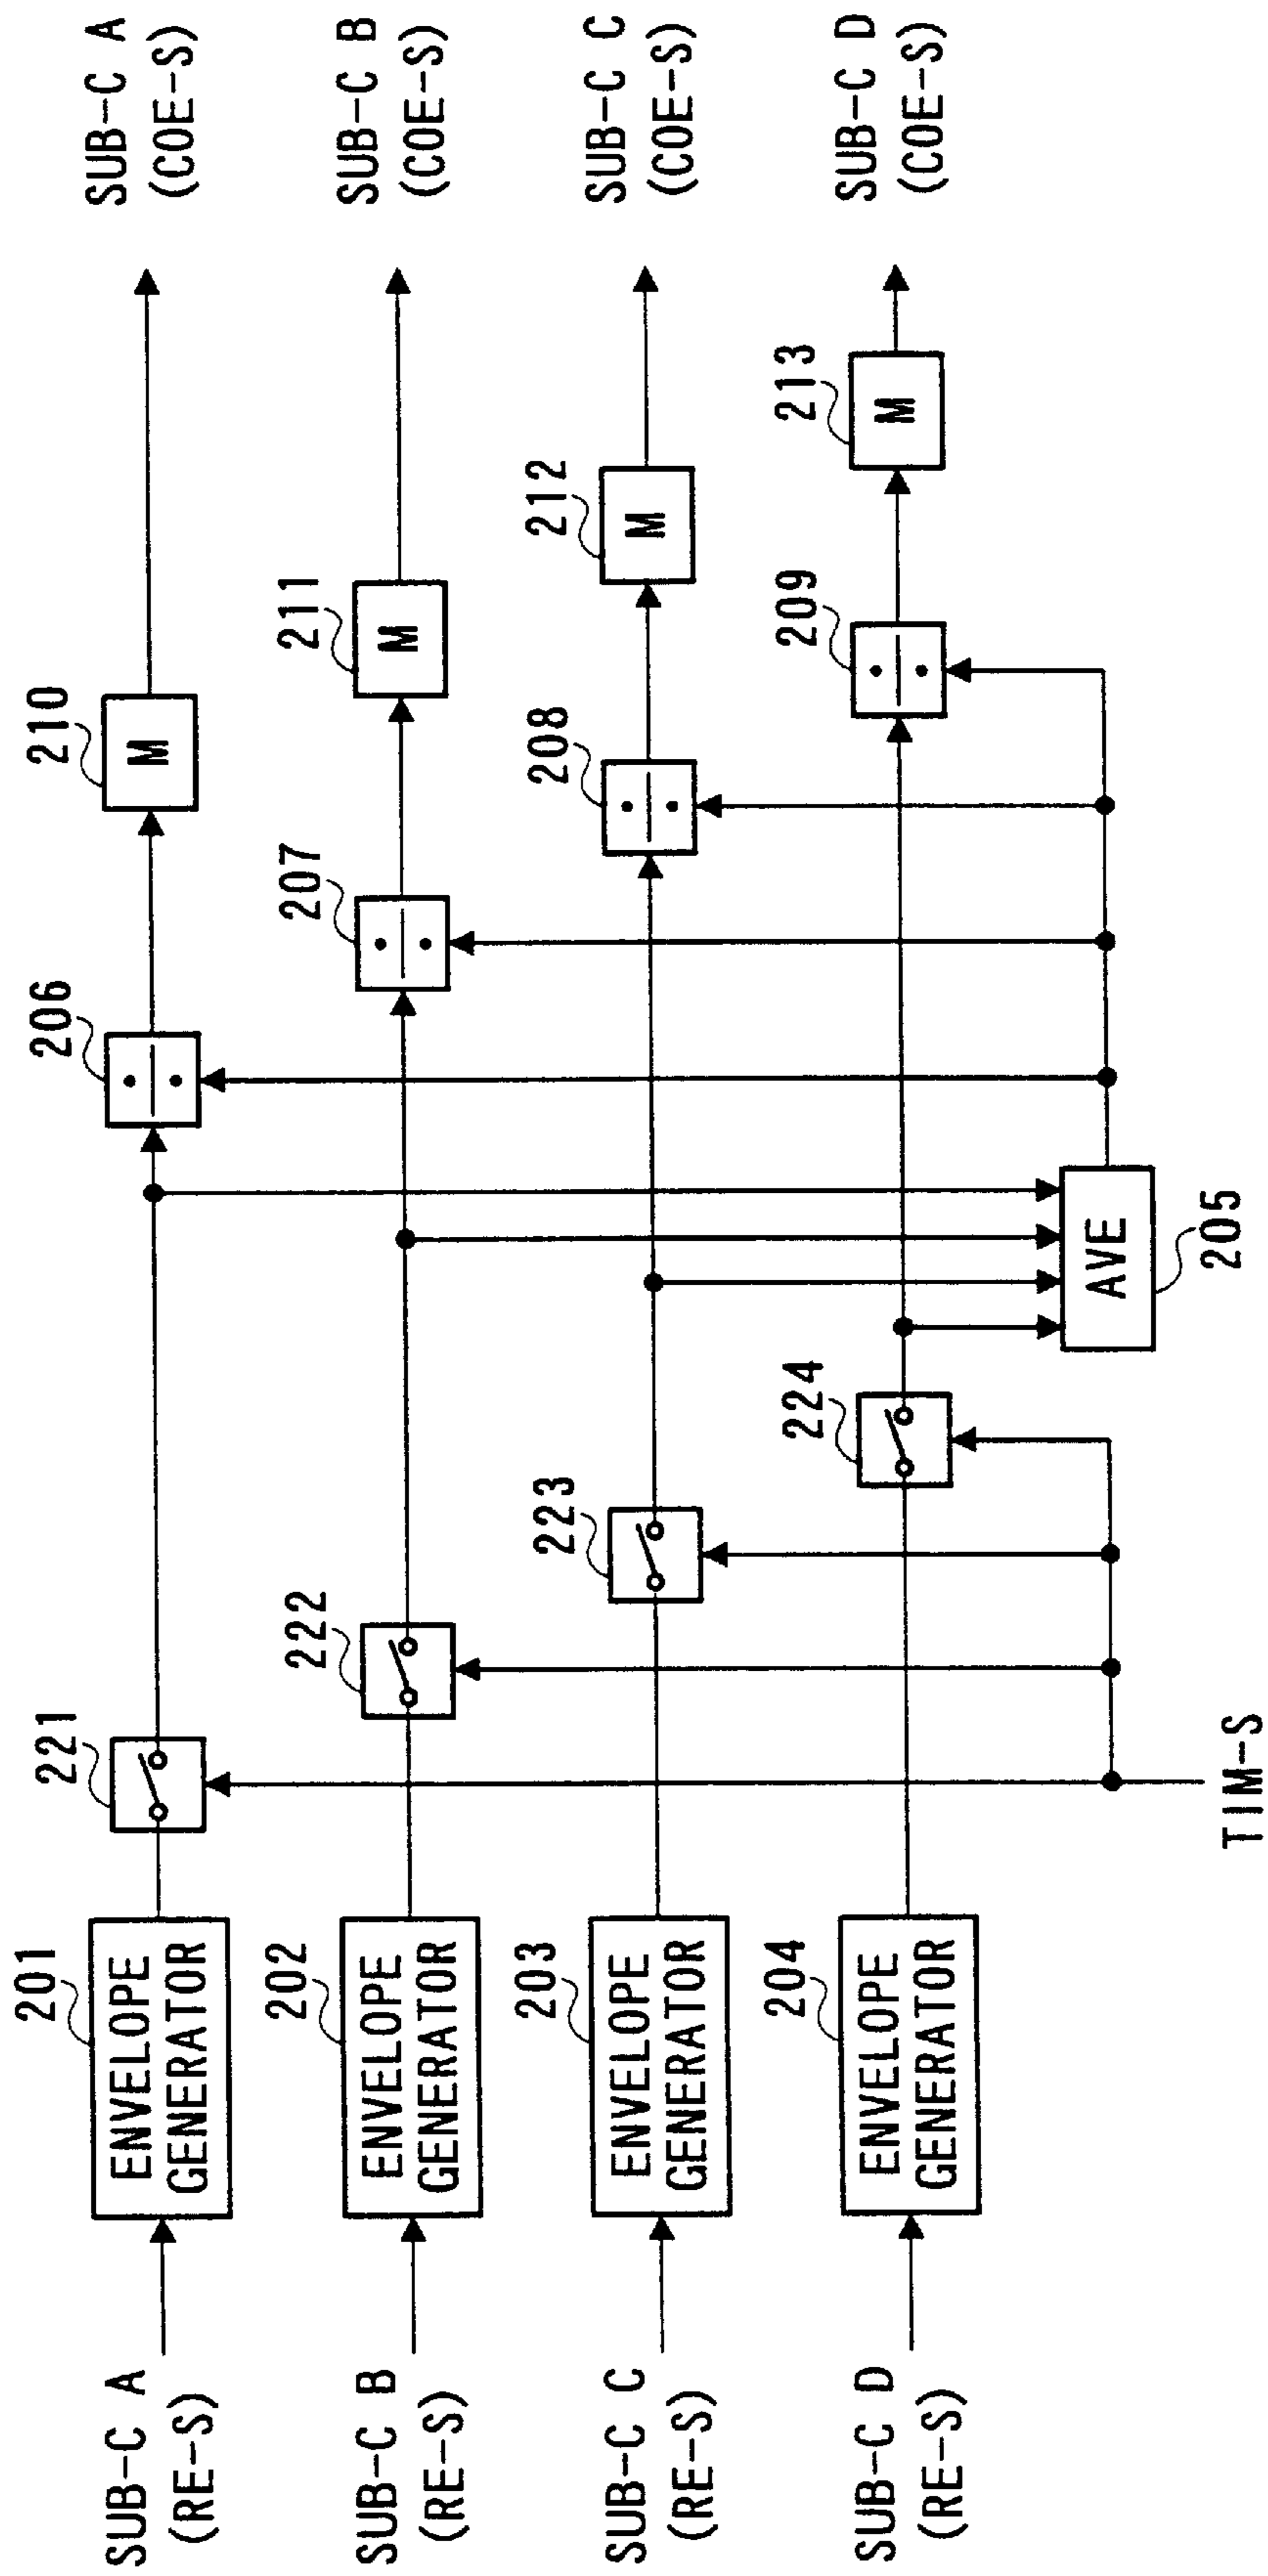 SUB-C A
(RE-S)
201
ENVELOPE
GENERATOR
221
206
210
M
SUB-C A
(COE-S)
SUB-C B
(RE-S)
202
ENVELOPE
GENERATOR
222
207
211
M
SUB-C B
(COE-S)
SUB-C C
(RE-S)
203
ENVELOPE
GENERATOR
223
208
212
M
SUB-C C
(COE-S)
SUB-C D
(RE-S)
204
ENVELOPE
GENERATOR
224
209
213
M
SUB-C D
(COE-S)
AVE
205
TIM-S